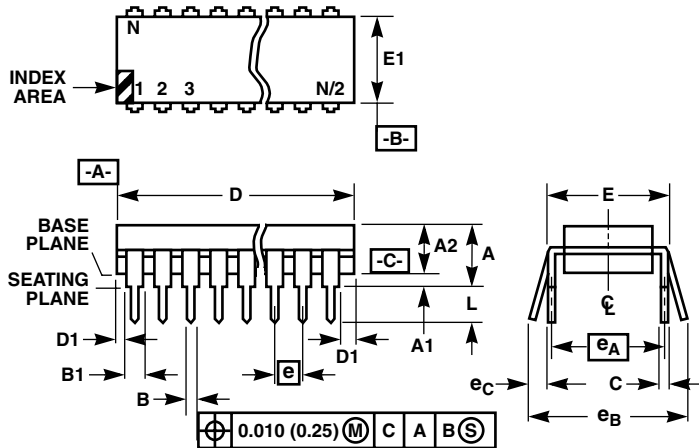 N
E1
INDEX
AREA
1 2 3 N/2
-B-
-A-
D
E
BASE
PLANE
A2
A
-C-
SEATING
PLANE
L
C̵L
D1
A1
D1
B1
e
eA
eC
C
B
eB
0.010 (0.25) Ⓜ C A B Ⓢ